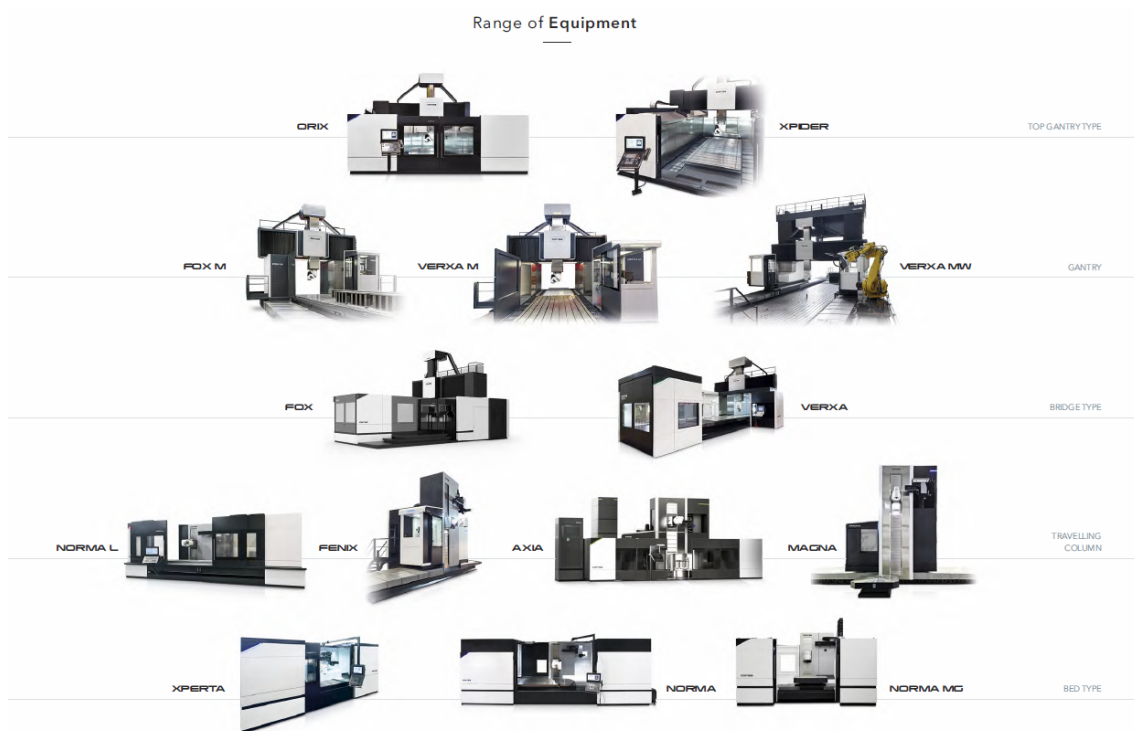 Range of Equipment
ORIX
XPIDER
TOP GANTRY TYPE
FOX M
VERXA M
VERXA MW
GANTRY
FOX
VERXA
BRIDGE TYPE
NORMA L
FENIX
AXIA
MAGNA
TRAVELLING
COLUMN
XPERTA
NORMA
NORMA MG
BED TYPE